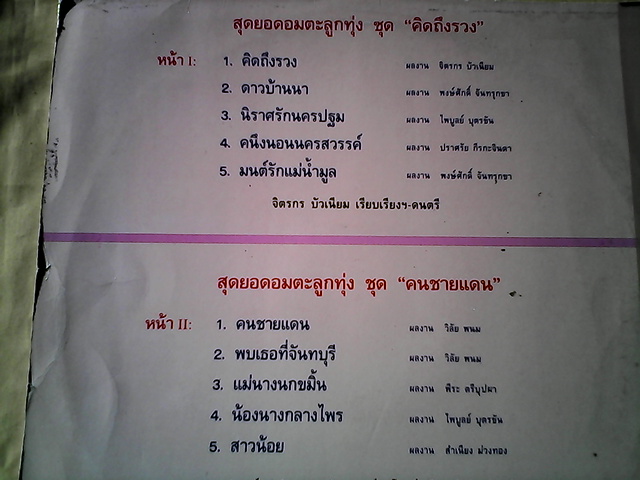 สุดยอดอมตะลูกทุ่ง ชุด “คิดถึงรวง”
หน้า I: 1. คิดถึงรวง ผลงาน จิตรกร บัวเนียม
2. ดาวบ้านนา ผลงาน พงษ์ศักดิ์ จันทรุกขา
3. นิราศรักนครปฐม ผลงาน ไพบูลย์ บุตรขัน
4. คนึงนอนนครสวรรค์ ผลงาน ปราศรัย
5. มนต์รักแม่น้ำมูล ผลงาน พงษ์ศักดิ์ จันทรุกขา
จิตรกร บัวเนียม เรียบเรียงฯ-ดนตรี
สุดยอดอมตะลูกทุ่ง ชุด “คนชายแดน”
หน้า II: 1. คนชายแดน ผลงาน วิลัย พนม
2. พบเธอที่จันทบุรี ผลงาน วิลัย พนม
3. แม่นางนกขมิ้น ผลงาน พีระ ตรีบุปผา
4. น้องนางกลางไพร ผลงาน ไพบูลย์ บุตรขัน
5. สาวน้อย ผลงาน สำเนียง ม่วงทอง